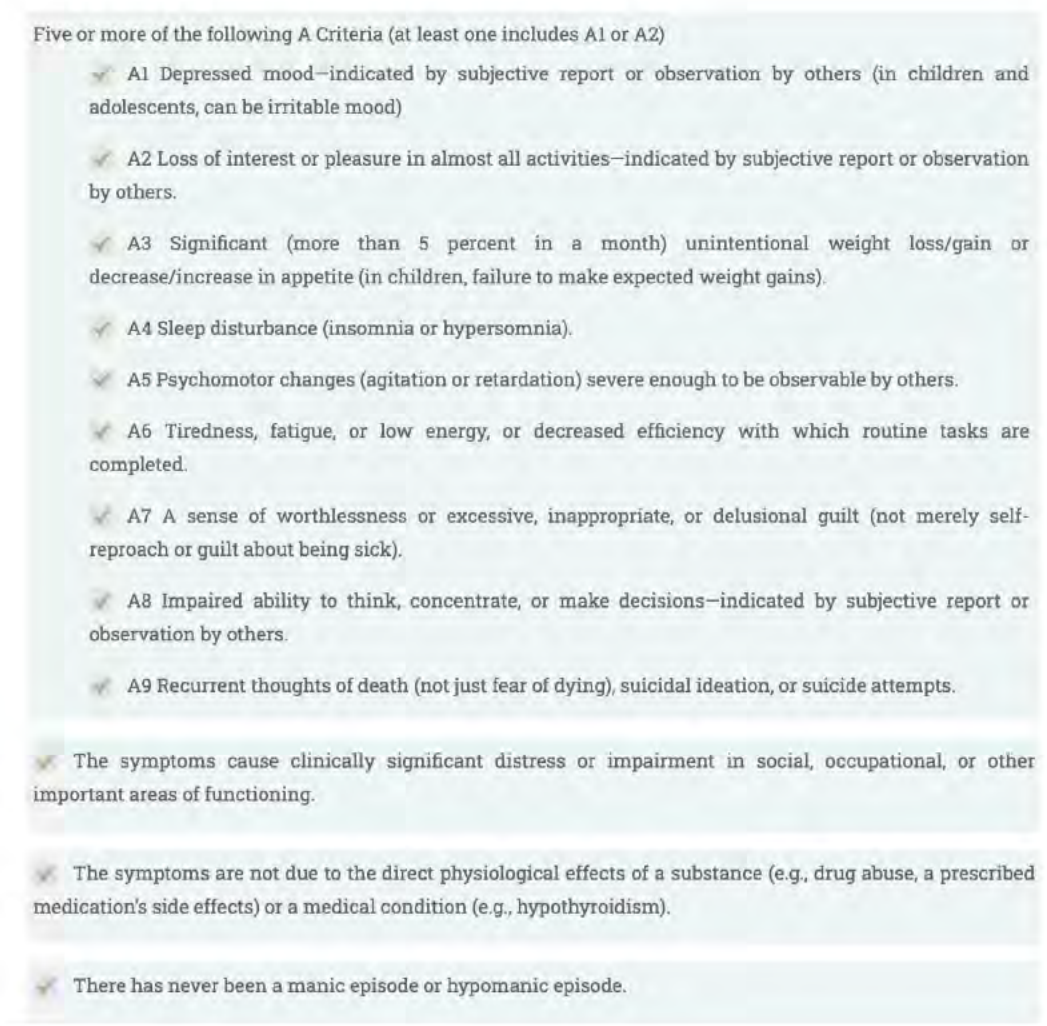 Five or more of the following A Criteria (at least one includes A1 or A2)
A1 Depressed mood—indicated by subjective report or observation by others (in children and
adolescents, can be irritable mood)
A2 Loss of interest or pleasure in almost all activities—indicated by subjective report or observation
by others.
A3 Significant (more than 5 percent in a month) unintentional weight loss/gain or
decrease/increase in appetite (in children, failure to make expected weight gains).
A4 Sleep disturbance (insomnia or hypersomnia).
A5 Psychomotor changes (agitation or retardation) severe enough to be observable by others.
A6 Tiredness, fatigue, or low energy, or decreased efficiency with which routine tasks are
completed.
A7 A sense of worthlessness or excessive, inappropriate, or delusional guilt (not merely self-
reproach or guilt about being sick).
A8 Impaired ability to think, concentrate, or make decisions—indicated by subjective report or
observation by others.
A9 Recurrent thoughts of death (not just fear of dying), suicidal ideation, or suicide attempts.
The symptoms cause clinically significant distress or impairment in social, occupational, or other
important areas of functioning.
The symptoms are not due to the direct physiological effects of a substance (e.g., drug abuse, a prescribed
medication's side effects) or a medical condition (e.g., hypothyroidism).
There has never been a manic episode or hypomanic episode.